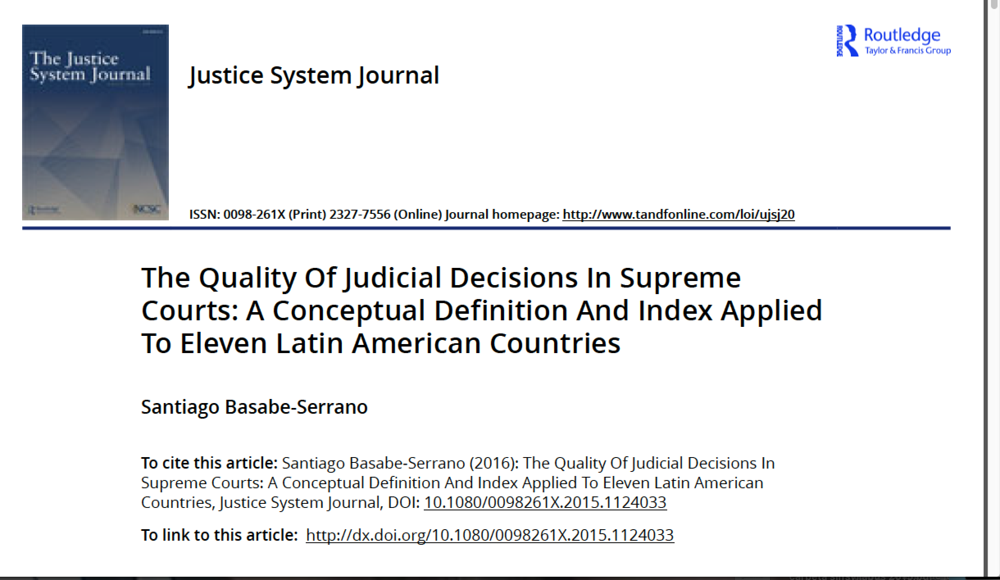 The Justice
System Journal
NCSC
ROUTLEDGE
Routledge
Taylor & Francis Group
Justice System Journal
ISSN: 0098-261X (Print) 2327-7556 (Online) Journal homepage: http://www.tandfonline.com/loi/ujsj20
The Quality Of Judicial Decisions In Supreme
Courts: A Conceptual Definition And Index Applied
To Eleven Latin American Countries
Santiago Basabe-Serrano
To cite this article: Santiago Basabe-Serrano (2016): The Quality Of Judicial Decisions In
Supreme Courts: A Conceptual Definition And Index Applied To Eleven Latin American
Countries, Justice System Journal, DOI: 10.1080/0098261X.2015.1124033
To link to this article: http://dx.doi.org/10.1080/0098261X.2015.1124033